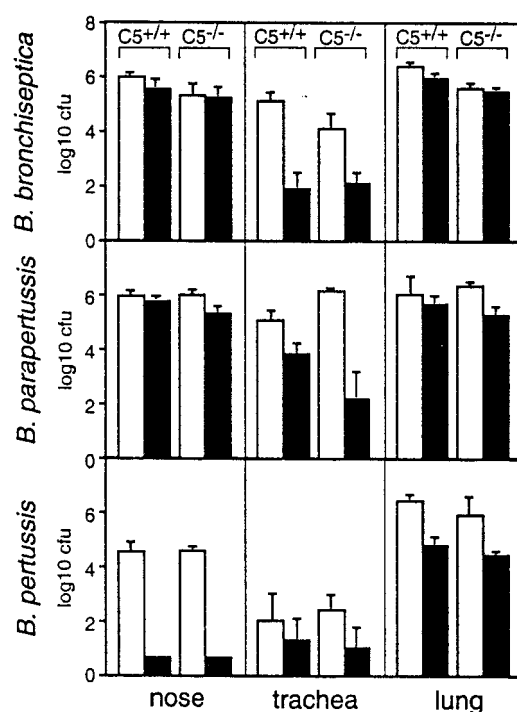 C5+/+ C5-/- C5+/+ C5-/- C5+/+ C5-/-
B. bronchiseptica
log10 cfu
6
4
2
0
B. parapertussis
log10 cfu
6
4
2
0
B. pertussis
log10 cfu
6
4
2
0
nose trachea lung